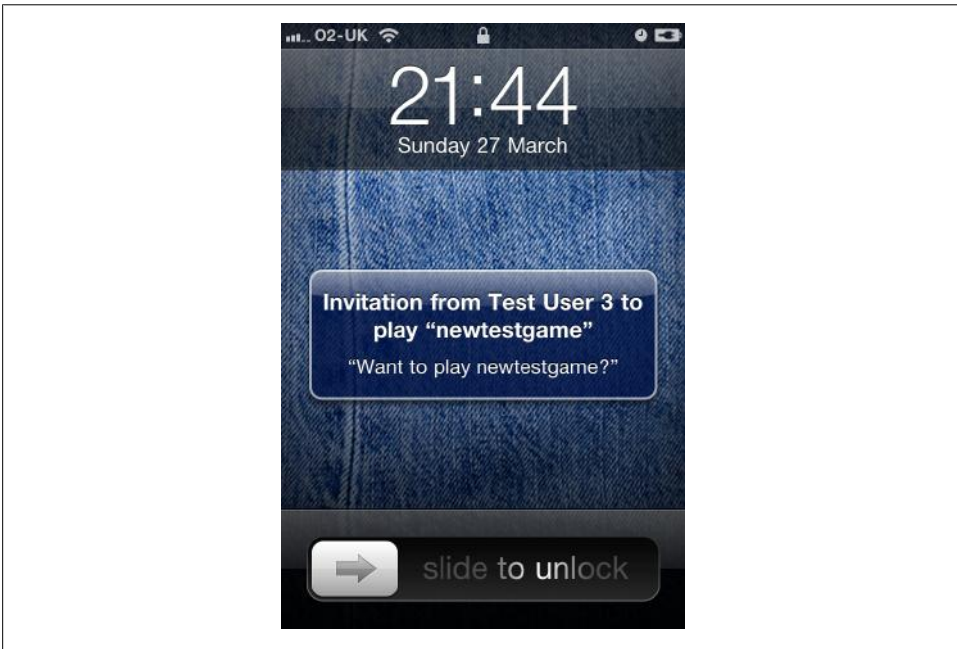 O2-UK
21:44
Sunday 27 March
Invitation from Test User 3 to
play “newtestgame”
“Want to play newtestgame?”
slide to unlock